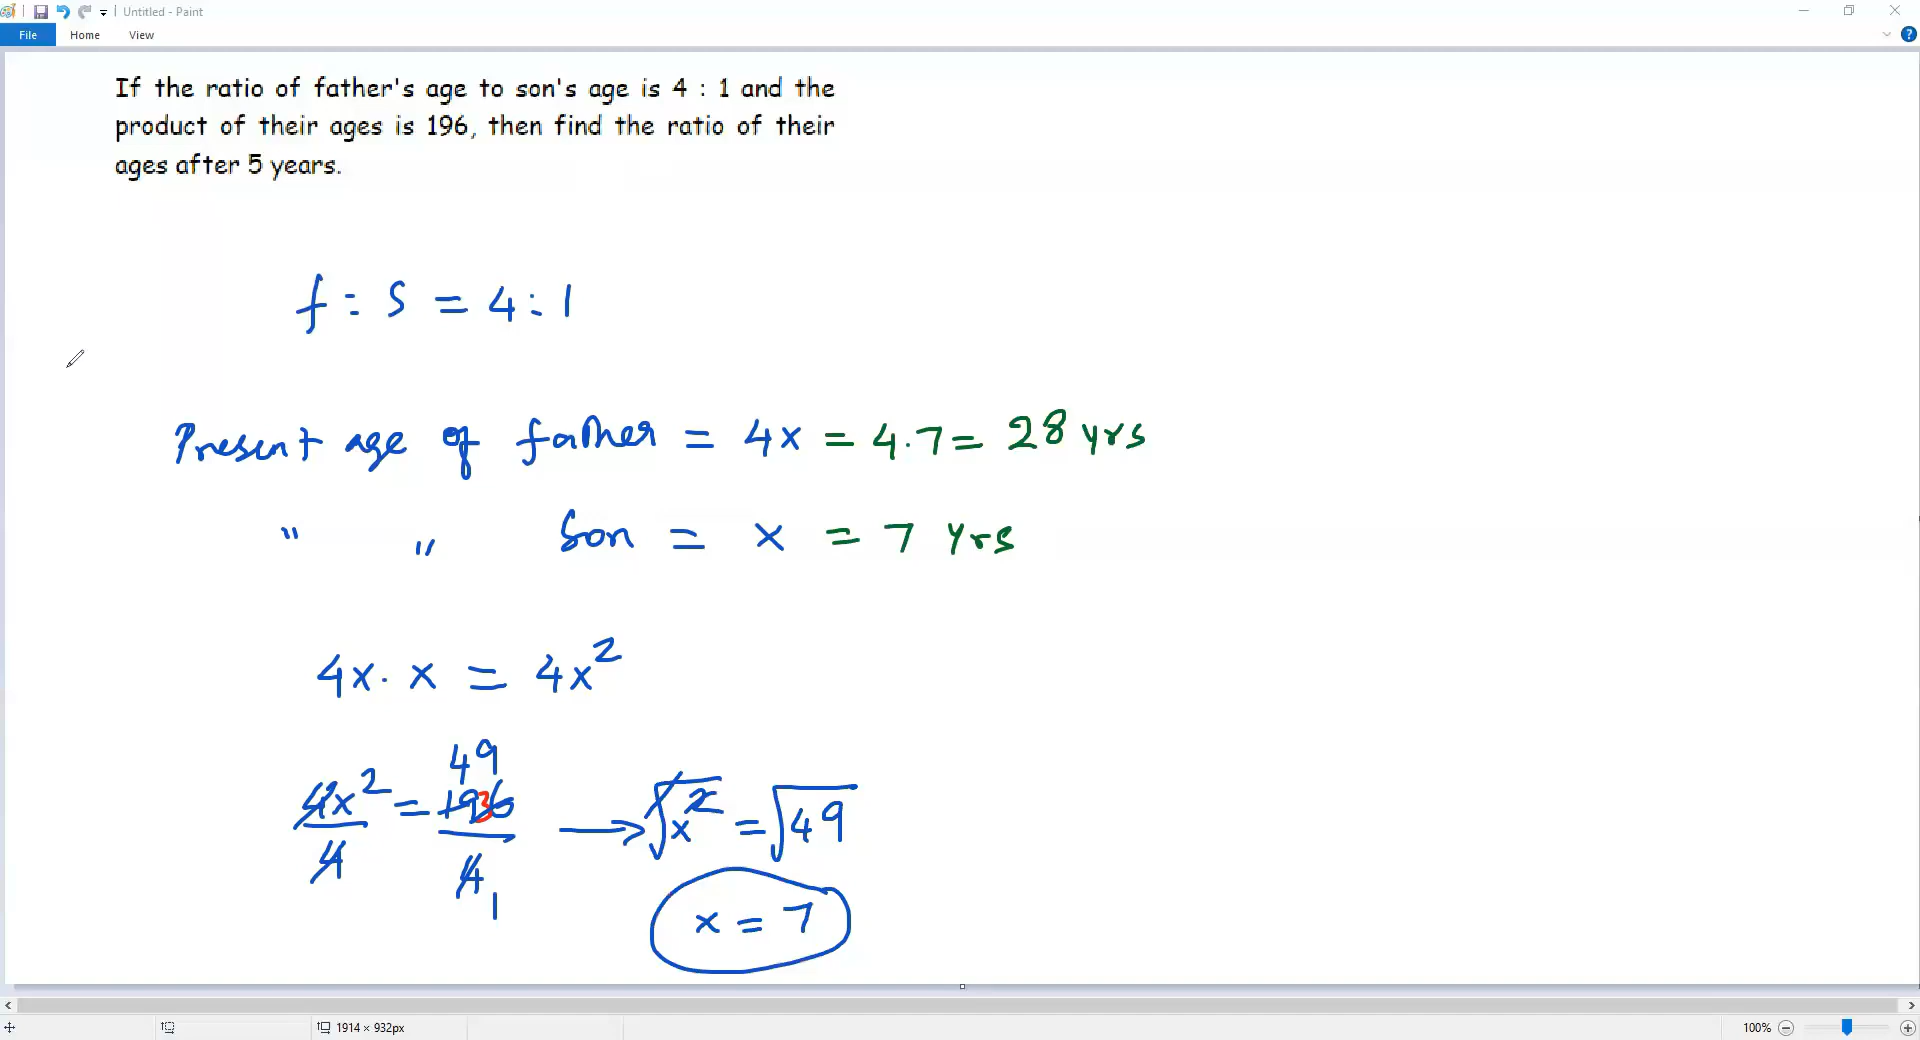 Untitled - Paint
File Home View
If the ratio of father's age to son's age is 4 : 1 and the
product of their ages is 196, then find the ratio of their
ages after 5 years.
f : s = 4 : 1
Present age of father = 4x = 4.7 = 28 yrs
" " Son = x = 7 yrs
4x. x = 4x²
49
4x² = 196 → √x² = √49
3
4 4
1
x = 7
1914 × 932px 100%